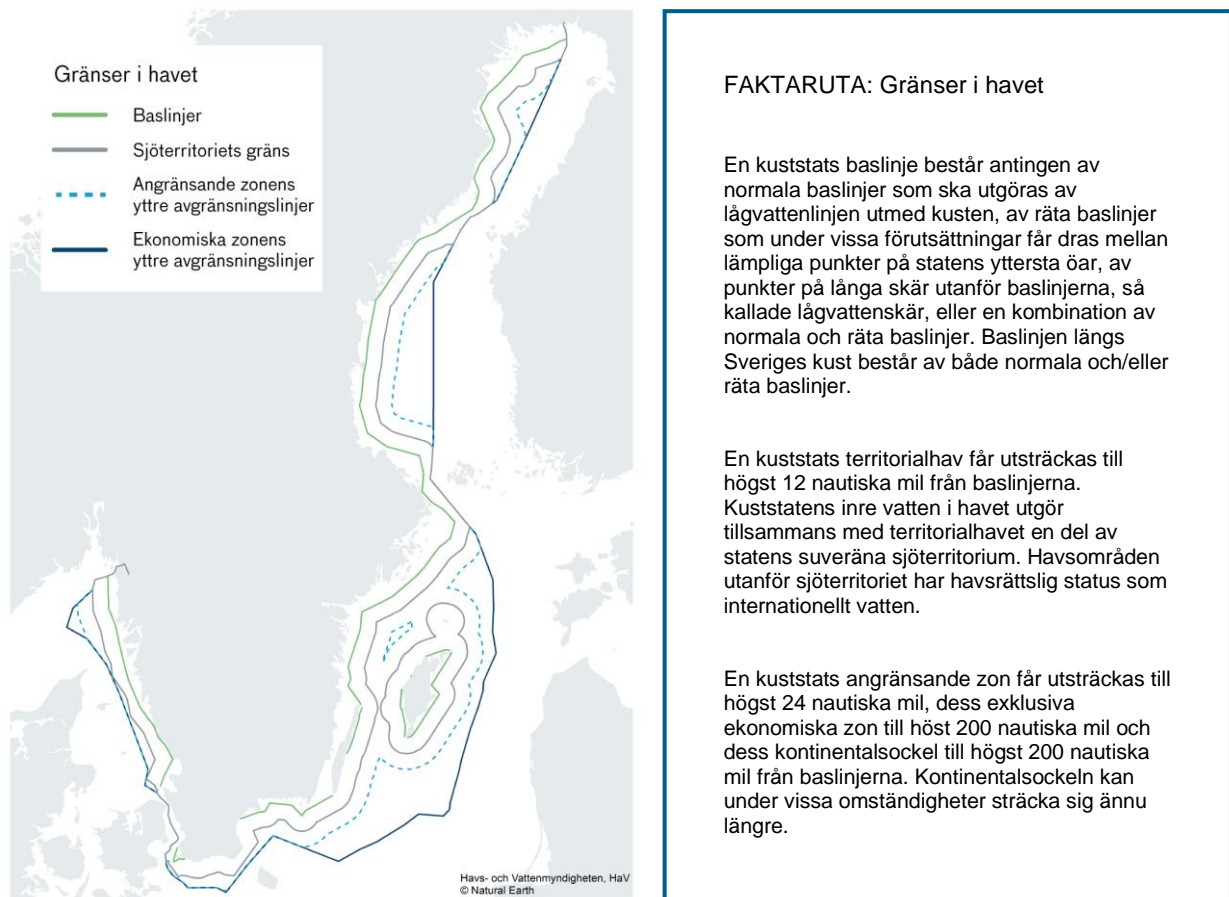 Gränser i havet
Baslinjer
Sjöterritoriets gräns
Angränsande zonens
yttre avgränsningslinjer
Ekonomiska zonens
yttre avgränsningslinjer
Havs- och Vattenmyndigheten, HaV
© Natural Earth
FAKTARUTA: Gränser i havet
En kuststats baslinje består antingen av
normala baslinjer som ska utgöras av
lågvattenlinjen utmed kusten, av räta baslinjer
som under vissa förutsättningar får dras mellan
lämpliga punkter på statens yttersta öar, av
punkter på långa skär utanför baslinjerna, så
kallade lågvattenskär, eller en kombination av
normala och räta baslinjer. Baslinjen längs
Sveriges kust består av både normala och/eller
räta baslinjer.
En kuststats territorialhav får utsträckas till
högst 12 nautiska mil från baslinjerna.
Kuststatens inre vatten i havet utgör
tillsammans med territorialhavet en del av
statens suveräna sjöterritorium. Havsområden
utanför sjöterritoriet har havsrättslig status som
internationellt vatten.
En kuststats angränsande zon får utsträckas till
högst 24 nautiska mil, dess exklusiva
ekonomiska zon till höst 200 nautiska mil och
dess kontinentalsockel till högst 200 nautiska
mil från baslinjerna. Kontinentalsockeln kan
under vissa omständigheter sträcka sig ännu
längre.